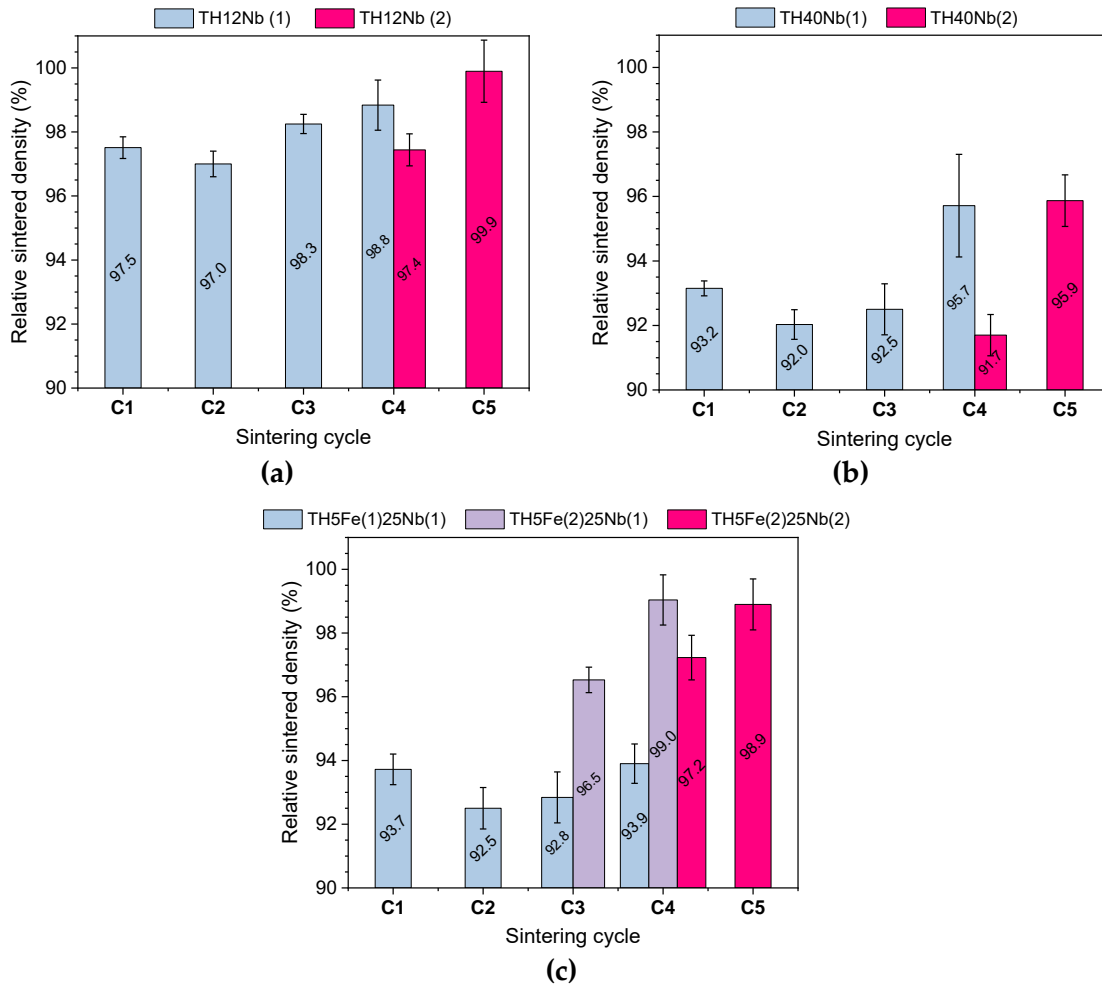 TH12Nb (1) TH12Nb (2)
Relative sintered density (%)
100
98
96
94
92
90
97.5
97.0
98.3
98.8
97.4
99.9
C1 C2 C3 C4 C5
Sintering cycle
(a)
TH40Nb(1) TH40Nb(2)
Relative sintered density (%)
100
98
96
94
92
90
93.2
92.0
92.5
95.7
91.7
95.9
C1 C2 C3 C4 C5
Sintering cycle
(b)
TH5Fe(1)25Nb(1) TH5Fe(2)25Nb(1) TH5Fe(2)25Nb(2)
Relative sintered density (%)
100
98
96
94
92
90
93.7
92.5
92.8
96.5
93.9
99.0
97.2
98.9
C1 C2 C3 C4 C5
Sintering cycle
(c)